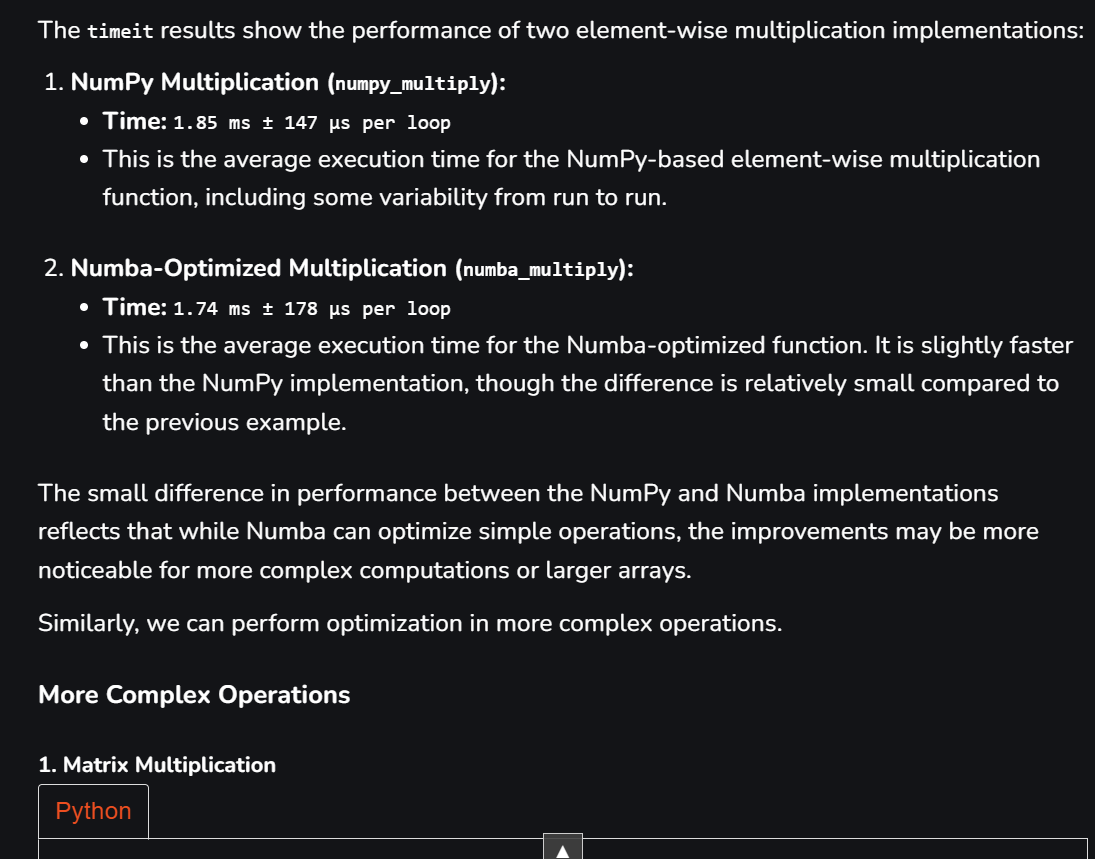 The timeit results show the performance of two element-wise multiplication implementations:
1. NumPy Multiplication (numpy_multiply):
• Time: 1.85 ms ± 147 µs per loop
• This is the average execution time for the NumPy-based element-wise multiplication
function, including some variability from run to run.
2. Numba-Optimized Multiplication (numba_multiply):
• Time: 1.74 ms ± 178 µs per loop
• This is the average execution time for the Numba-optimized function. It is slightly faster
than the NumPy implementation, though the difference is relatively small compared to
the previous example.
The small difference in performance between the NumPy and Numba implementations
reflects that while Numba can optimize simple operations, the improvements may be more
noticeable for more complex computations or larger arrays.
Similarly, we can perform optimization in more complex operations.
More Complex Operations
1. Matrix Multiplication
Python